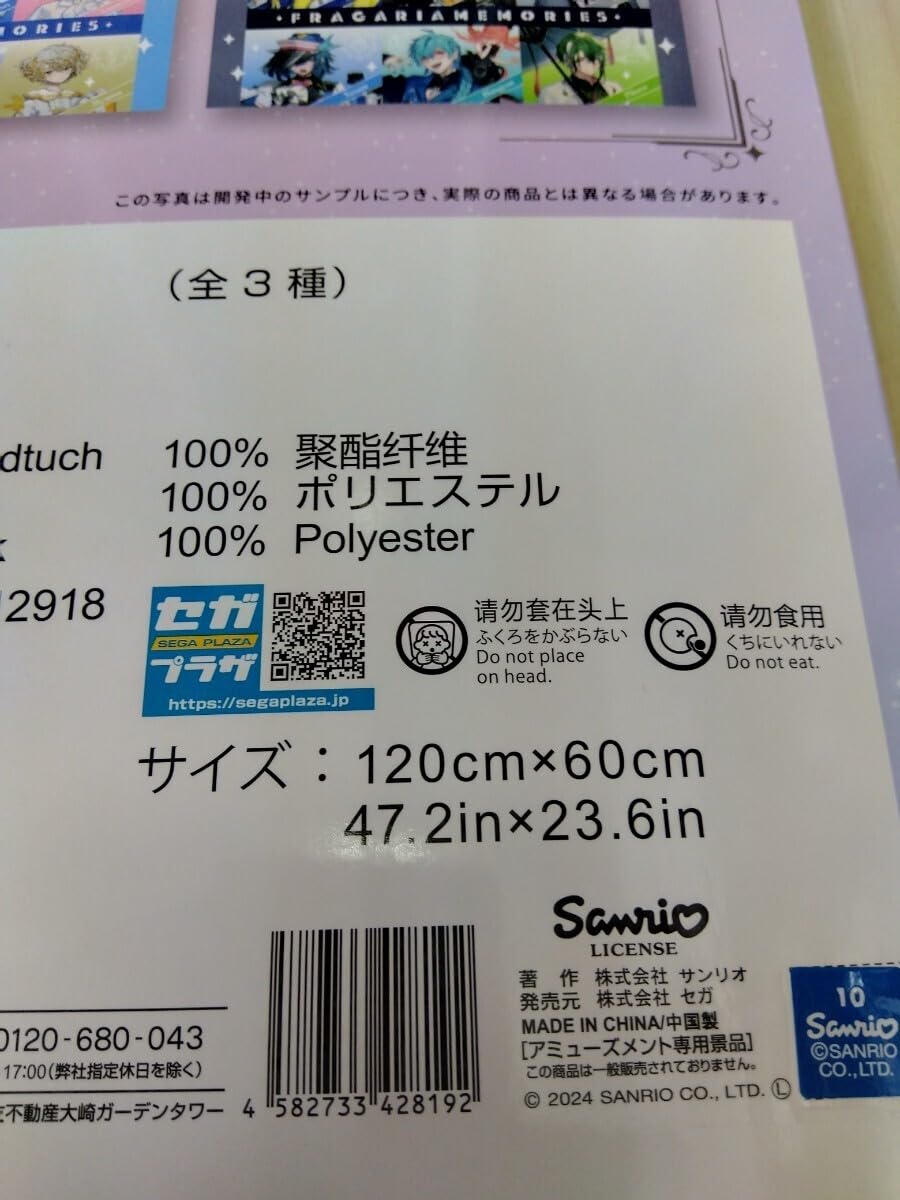 ORIES
・FRAGARIAMEMORIES・
この写真は開発中のサンプルにつき、実際の商品とは異なる場合があります。
（全 3 種）
dtuch 100% 聚酯纤维
100% ポリエステル
100% Polyester
12918
セガ
SEGA PLAZA
プラザ
https://segaplaza.jp
请勿套在头上
ふくろをかぶらない
Do not place
on head.
请勿食用
くちにいれない
Do not eat.
サイズ：120cm×60cm
47.2in×23.6in
Sanrio
LICENSE
著 作 株式会社 サンリオ
発売元 株式会社 セガ
MADE IN CHINA/中国製
[アミューズメント専用景品]
この商品は一般販売されておりません。
© 2024 SANRIO CO., LTD. Ⓛ
10
Sanrio
©SANRIO
CO.,LTD.
0120-680-043
17:00(弊社指定休日を除く)
不動産大崎ガーデンタワー
4 582733 428192